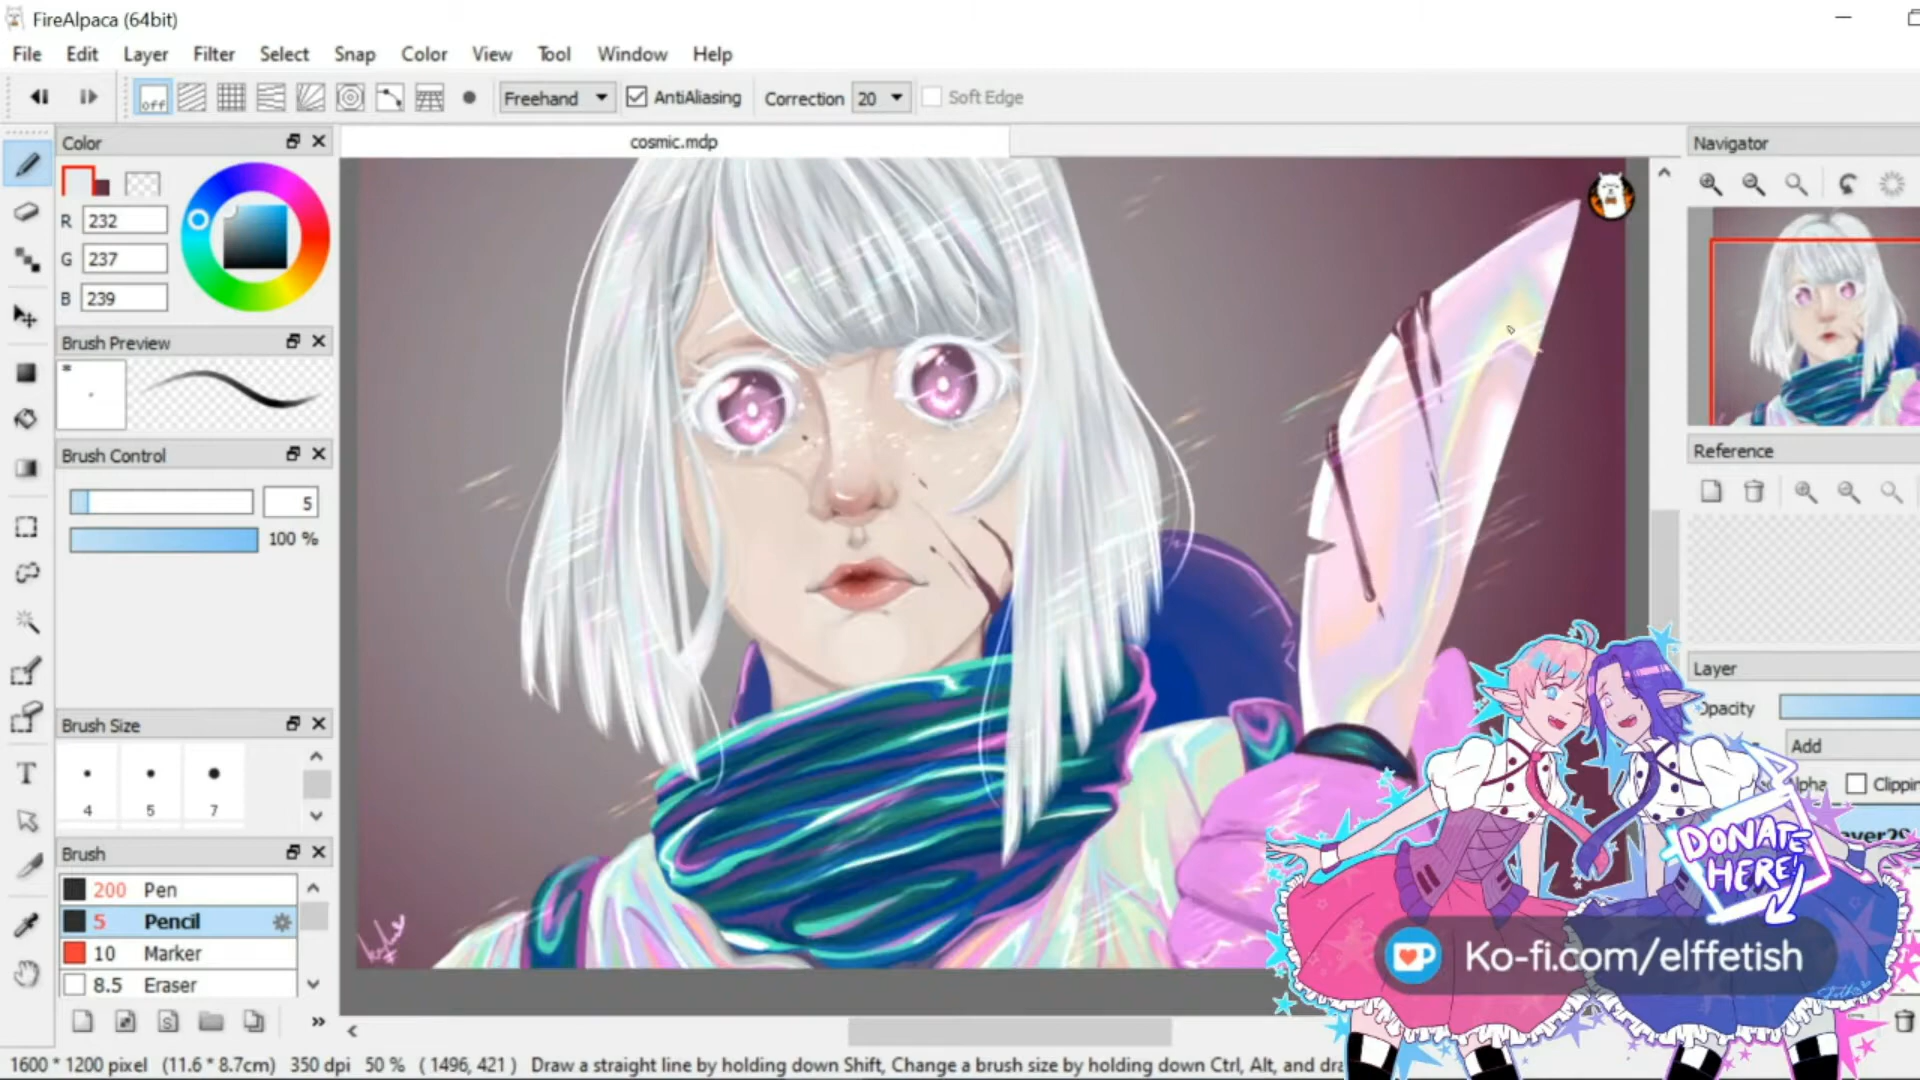 FireAlpaca (64bit)
File Edit Layer Filter Select Snap Color View Tool Window Help
off Freehand AntiAliasing Correction 20 Soft Edge
Color
cosmic.mdp
Navigator
R 232
G 237
B 239
Brush Preview
Brush Control
5
100 %
Reference
Layer
Opacity
Add
Alpha Clippin
ayer29
Brush Size
4 5 7
Brush
200 Pen
5 Pencil
10 Marker
8.5 Eraser
S
T
DONATE
HERE!
Ko-fi.com/elffetish
1600 * 1200 pixel (11.6 * 8.7cm) 350 dpi 50 % ( 1496, 421 ) Draw a straight line by holding down Shift, Change a brush size by holding down Ctrl, Alt, and dra